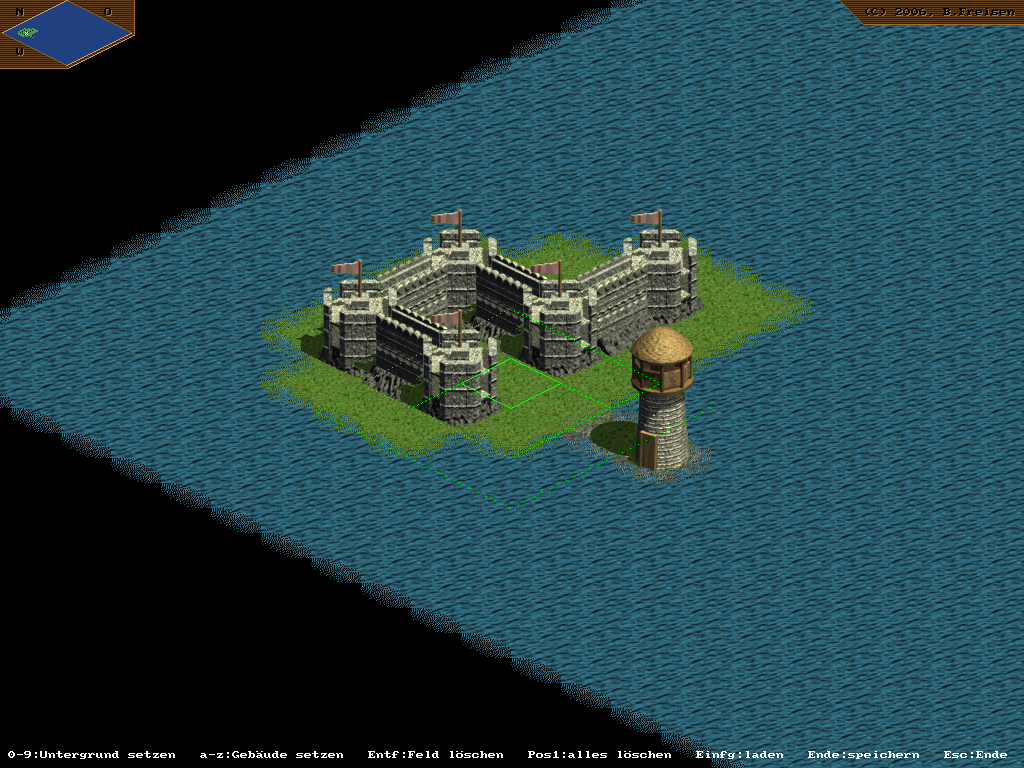 N O
W
(C) 2006, B.Freisen
0-9:Untergrund setzen a-z:Gebäude setzen Entf:Feld löschen Pos1:alles löschen Einfg:laden Ende:speichern Esc:Ende